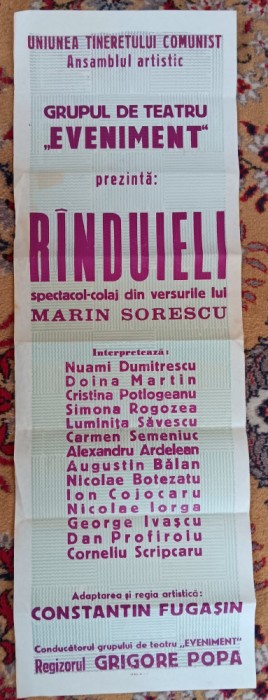 UNIUNEA TINERETULUI COMUNIST
Ansamblul artistic
GRUPUL DE TEATRU
„EVENIMENT"
prezintă:
RÎNDUIELI
spectacol-colaj din versurile lui
MARIN SORESCU
Interpretează:
Nuami Dumitrescu
Doina Martin
Cristina Potlogeanu
Simona Rogozea
Luminița Săvescu
Carmen Semeniuc
Alexandru Ardelean
Augustin Bălan
Nicolae Botezatu
Ion Cojocaru
Nicolae Iorga
George Ivașcu
Dan Profiroiu
Corneliu Scripcaru
Adaptarea și regia artistică:
CONSTANTIN FUGAȘIN
Conducătorul grupului de teatru „EVENIMENT"
Regizorul GRIGORE POPA